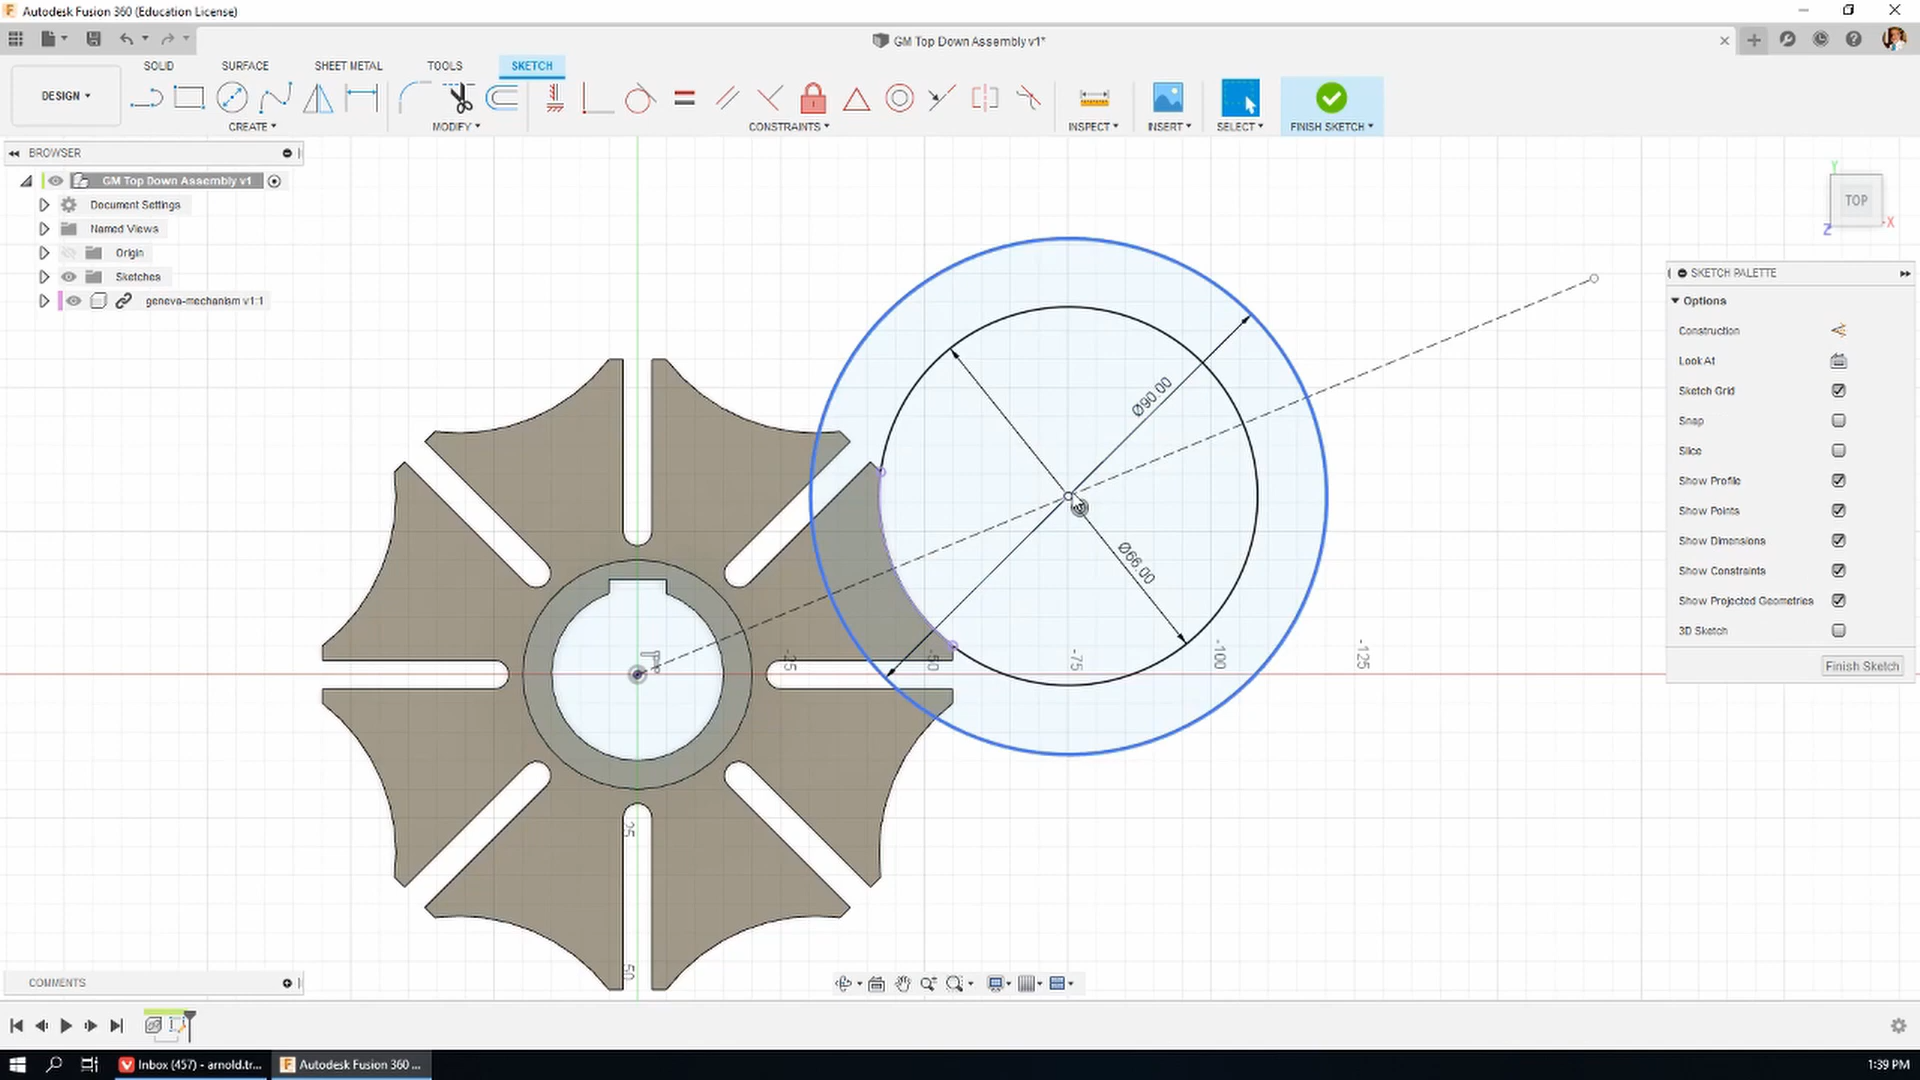 Autodesk Fusion 360 (Education License)
GM Top Down Assembly v1*
SOLID SURFACE SHEET METAL TOOLS SKETCH
DESIGN
CREATE MODIFY CONSTRAINTS INSPECT INSERT SELECT FINISH SKETCH
BROWSER
GM Top Down Assembly v1
Document Settings
Named Views
Origin
Sketches
geneva-mechanism v1:1
Y
TOP
-X
Z
SKETCH PALETTE
Options
Construction
Look At
Sketch Grid
Snap
Slice
Show Profile
Show Points
Show Dimensions
Show Constraints
Show Projected Geometries
3D Sketch
Finish Sketch
Ø90.00
Ø66.00
-25
-50
-75
-100
-125
25
50
COMMENTS
Inbox (457) - arnold.tr...
Autodesk Fusion 360 ...
1:39 PM